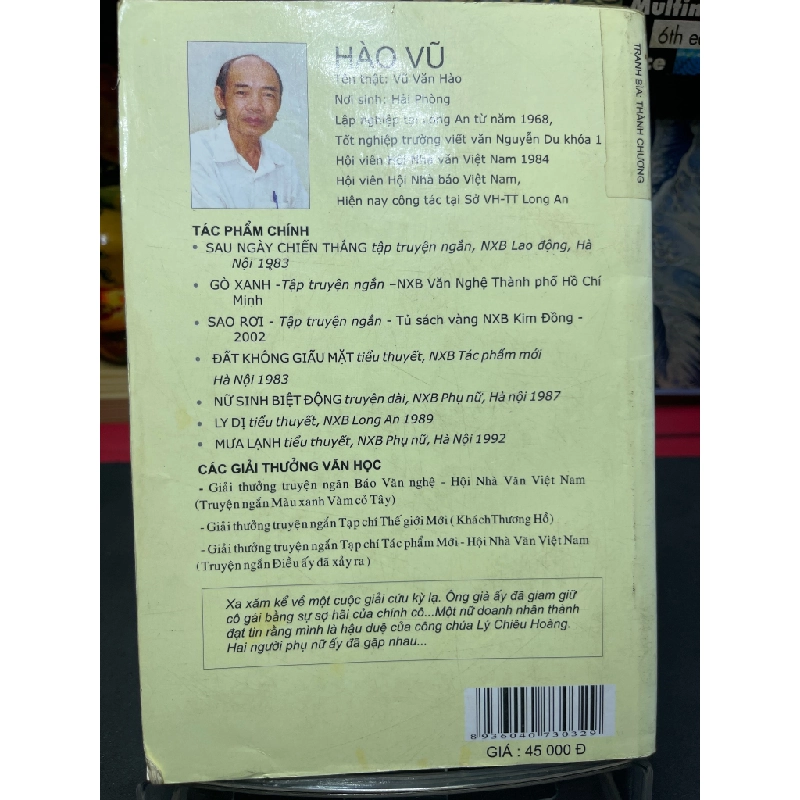 HÀO VŨ
Tên thật: Vũ Văn Hào
Nơi sinh: Hải Phòng
Lập nghiệp tại Long An từ năm 1968,
Tốt nghiệp trường viết văn Nguyễn Du khóa 1
Hội viên Hội Nhà văn Việt Nam 1984
Hội viên Hội Nhà báo Việt Nam,
Hiện nay công tác tại Sở VH-TT Long An
TÁC PHẨM CHÍNH
• SAU NGÀY CHIẾN THẮNG tập truyện ngắn, NXB Lao động, Hà
Nội 1983
• GÒ XANH -Tập truyện ngắn –NXB Văn Nghệ Thành phố Hồ Chí
Minh
• SAO RƠI - Tập truyện ngắn - Tủ sách vàng NXB Kim Đồng -
2002
• ĐẤT KHÔNG GIẤU MẶT tiểu thuyết, NXB Tác phẩm mới
Hà Nội 1983
• NỮ SINH BIỆT ĐỘNG truyện dài, NXB Phụ nữ, Hà nội 1987
• LY DỊ tiểu thuyết, NXB Long An 1989
• MƯA LẠNH tiểu thuyết, NXB Phụ nữ, Hà Nội 1992
CÁC GIẢI THƯỞNG VĂN HỌC
- Giải thưởng truyện ngắn Báo Văn nghệ - Hội Nhà Văn Việt Nam
(Truyện ngắn Màu xanh Vàm cỏ Tây)
- Giải thưởng truyện ngắn Tạp chí Thế giới Mới ( Khách Thương Hồ)
- Giải thưởng truyện ngắn Tạp chí Tác phẩm Mới - Hội Nhà Văn Việt Nam
(Truyện ngắn Điều ấy đã xảy ra )
Xa xăm kể về một cuộc giải cứu kỳ lạ. Ông già ấy đã giam giữ
cô gái bằng sự sợ hãi của chính cô...Một nữ doanh nhân thành
đạt tin rằng mình là hậu duệ của công chúa Lý Chiêu Hoàng.
Hai người phụ nữ ấy đã gặp nhau...
8936040730329
GIÁ : 45 000 Đ
TRANH BÌA: THÀNH CHƯƠNG
6th